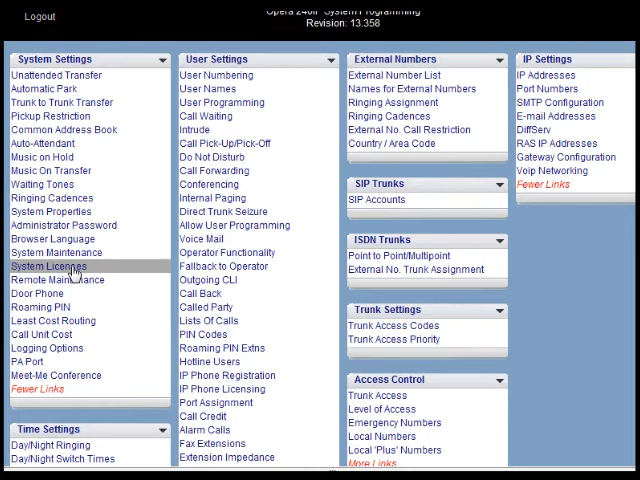 Logout
Opera 240IP System Programming
Revision: 13.358
System Settings
Unattended Transfer
Automatic Park
Trunk to Trunk Transfer
Pickup Restriction
Common Address Book
Auto-Attendant
Music on Hold
Music On Transfer
Waiting Tones
Ringing Cadences
System Properties
Administrator Password
Browser Language
System Maintenance
System Licenses
Remote Maintenance
Door Phone
Roaming PIN
Least Cost Routing
Call Unit Cost
Logging Options
PA Port
Meet-Me Conference
Fewer Links
Time Settings
Day/Night Ringing
Day/Night Switch Times
User Settings
User Numbering
User Names
User Programming
Call Waiting
Intrude
Call Pick-Up/Pick-Off
Do Not Disturb
Call Forwarding
Conferencing
Internal Paging
Direct Trunk Seizure
Allow User Programming
Voice Mail
Operator Functionality
Fallback to Operator
Outgoing CLI
Call Back
Called Party
Lists Of Calls
PIN Codes
Roaming PIN Extns
Hotline Users
IP Phone Registration
IP Phone Licensing
Port Assignment
Call Credit
Alarm Calls
Fax Extensions
Extension Impedance
External Numbers
External Number List
Names for External Numbers
Ringing Assignment
Ringing Cadences
External No. Call Restriction
Country / Area Code
SIP Trunks
SIP Accounts
ISDN Trunks
Point to Point/Multipoint
External No. Trunk Assignment
Trunk Settings
Trunk Access Codes
Trunk Access Priority
Access Control
Trunk Access
Level of Access
Emergency Numbers
Local Numbers
Local 'Plus' Numbers
More Links
IP Settings
IP Addresses
Port Numbers
SMTP Configuration
E-mail Addresses
DiffServ
RAS IP Addresses
Gateway Configuration
Voip Networking
Fewer Links